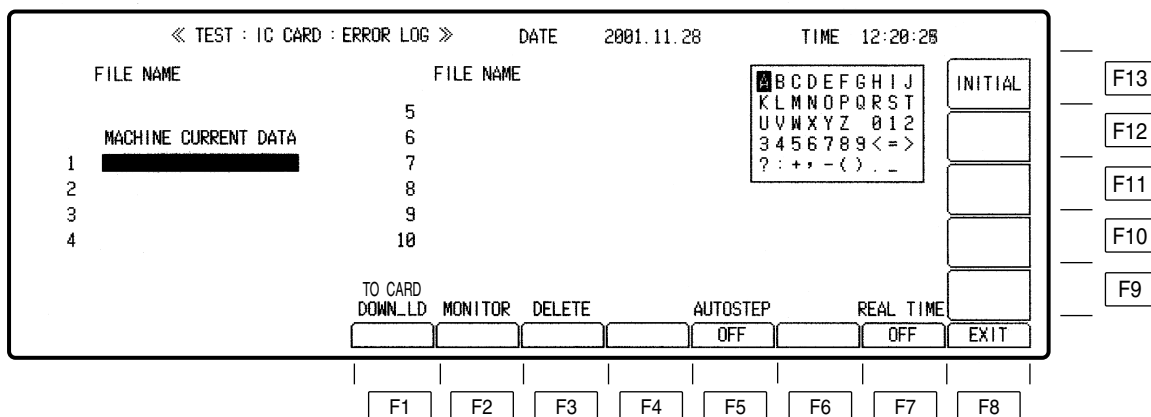 ≪ TEST : IC CARD : ERROR LOG ≫ DATE 2001.11.28 TIME 12:20:28
FILE NAME FILE NAME
MACHINE CURRENT DATA
1
2
3
4
5
6
7
8
9
10
A B C D E F G H I J
K L M N O P Q R S T
U V W X Y Z 0 1 2
3 4 5 6 7 8 9 < = >
? : + , - ( ) . _
INITIAL
TO CARD
DOWN_LD MONITOR DELETE AUTOSTEP REAL TIME
OFF OFF EXIT
F13
F12
F11
F10
F9
F1 F2 F3 F4 F5 F6 F7 F8